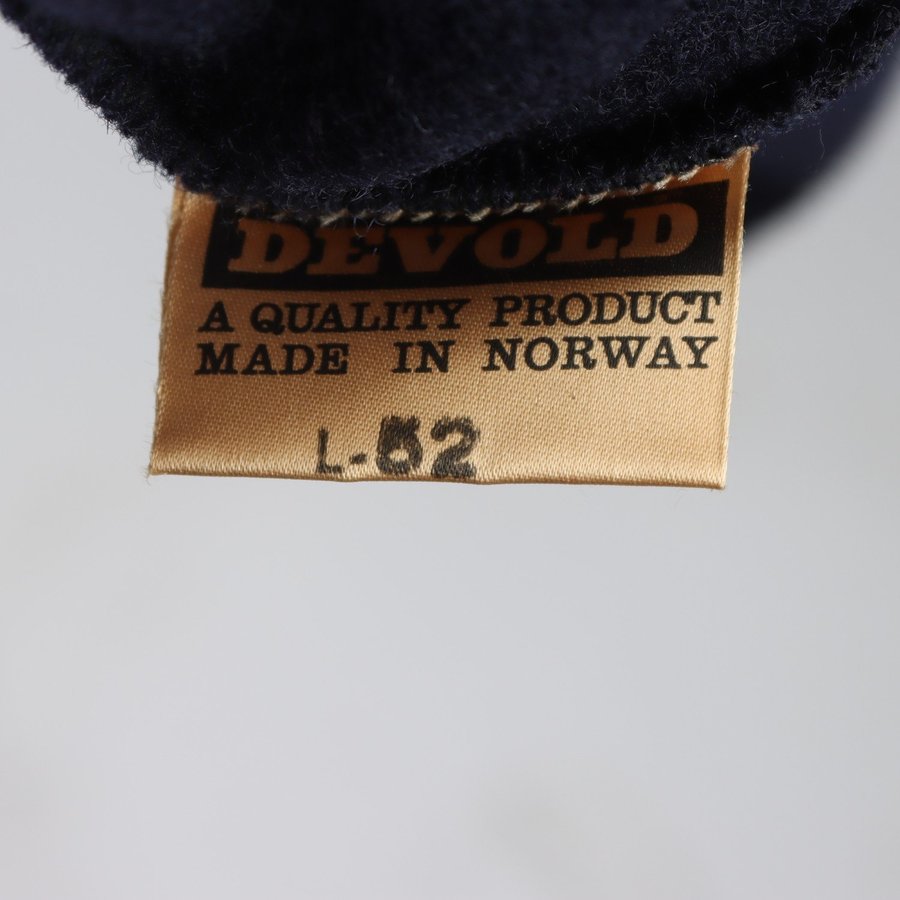 DEVOLD
A QUALITY PRODUCT
MADE IN NORWAY
L-52